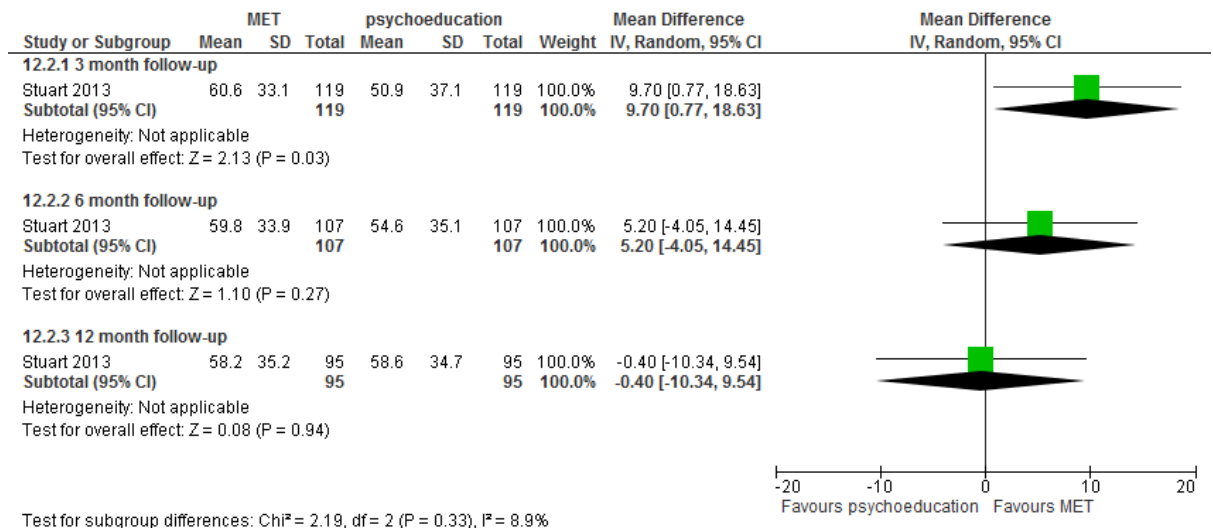 MET psychoeducation Mean Difference Mean Difference
Study or Subgroup Mean SD Total Mean SD Total Weight IV, Random, 95% CI IV, Random, 95% CI
12.2.1 3 month follow-up
Stuart 2013 60.6 33.1 119 50.9 37.1 119 100.0% 9.70 [0.77, 18.63]
Subtotal (95% CI) 119 119 100.0% 9.70 [0.77, 18.63]
Heterogeneity: Not applicable
Test for overall effect: Z = 2.13 (P = 0.03)
12.2.2 6 month follow-up
Stuart 2013 59.8 33.9 107 54.6 35.1 107 100.0% 5.20 [-4.05, 14.45]
Subtotal (95% CI) 107 107 100.0% 5.20 [-4.05, 14.45]
Heterogeneity: Not applicable
Test for overall effect: Z = 1.10 (P = 0.27)
12.2.3 12 month follow-up
Stuart 2013 58.2 35.2 95 58.6 34.7 95 100.0% -0.40 [-10.34, 9.54]
Subtotal (95% CI) 95 95 100.0% -0.40 [-10.34, 9.54]
Heterogeneity: Not applicable
Test for overall effect: Z = 0.08 (P = 0.94)
-20 -10 0 10 20
Favours psychoeducation Favours MET
Test for subgroup differences: Chi² = 2.19, df = 2 (P = 0.33), I² = 8.9%